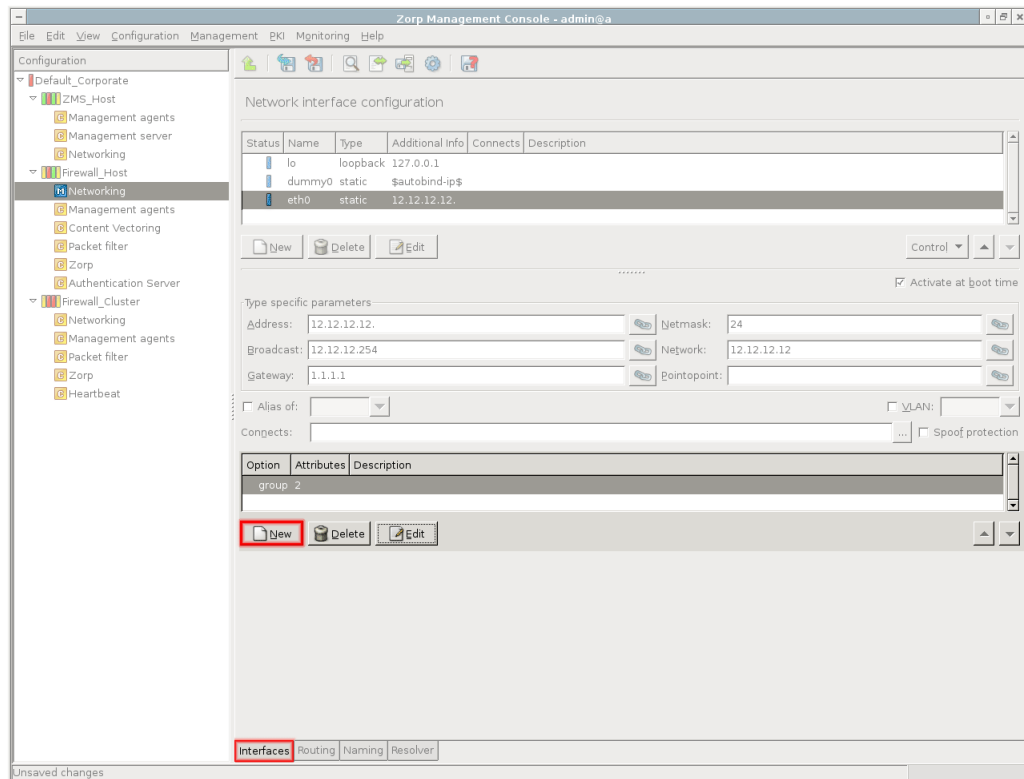 Zorp Management Console - admin@a
File Edit View Configuration Management PKI Monitoring Help
Configuration
Default_Corporate
ZMS_Host
Management agents
Management server
Networking
Firewall_Host
Networking
Management agents
Content Vectoring
Packet filter
Zorp
Authentication Server
Firewall_Cluster
Networking
Management agents
Packet filter
Zorp
Heartbeat
Network interface configuration
Status Name Type Additional Info Connects Description
lo loopback 127.0.0.1
dummy0 static $autobind-ip$
eth0 static 12.12.12.12.
New Delete Edit Control
Activate at boot time
Type specific parameters
Address: 12.12.12.12. Netmask: 24
Broadcast: 12.12.12.254 Network: 12.12.12.12
Gateway: 1.1.1.1 Pointopoint:
Alias of: VLAN:
Connects: ... Spoof protection
Option Attributes Description
group 2
New Delete Edit
Interfaces Routing Naming Resolver
Unsaved changes